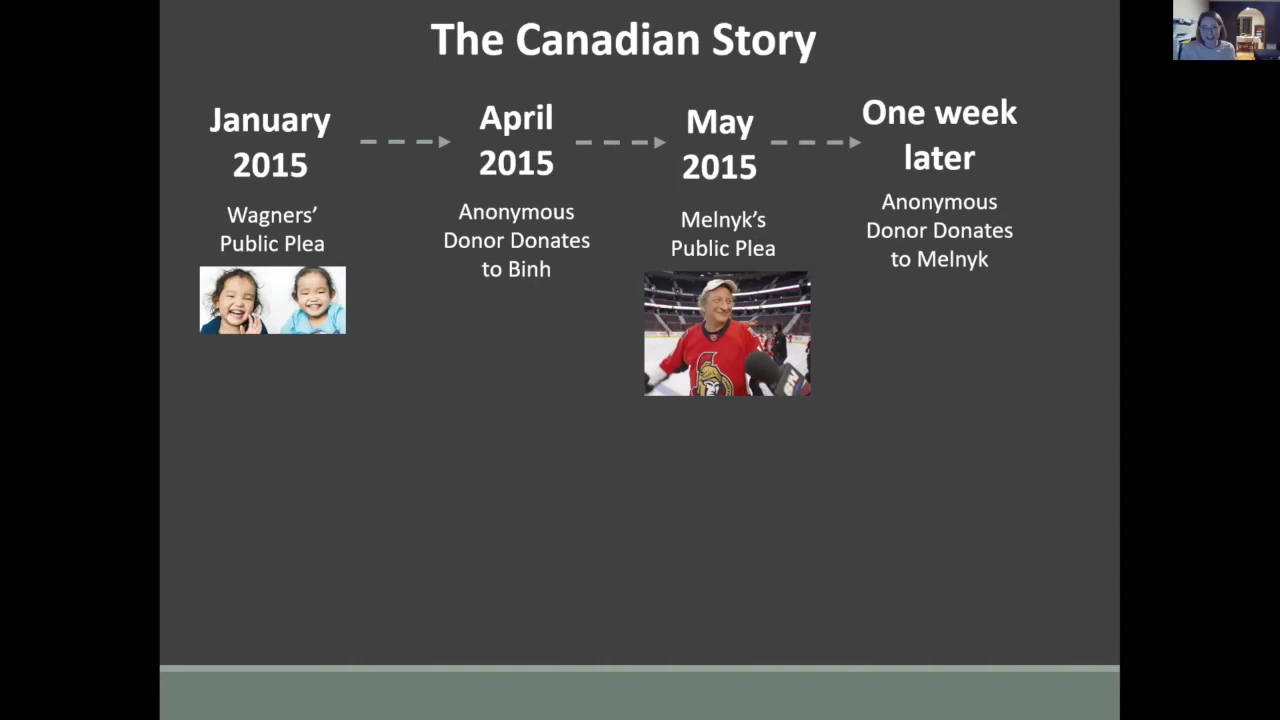 The Canadian Story
January
2015
Wagners’
Public Plea
April
2015
Anonymous
Donor Donates
to Binh
May
2015
Melnyk’s
Public Plea
One week
later
Anonymous
Donor Donates
to Melnyk